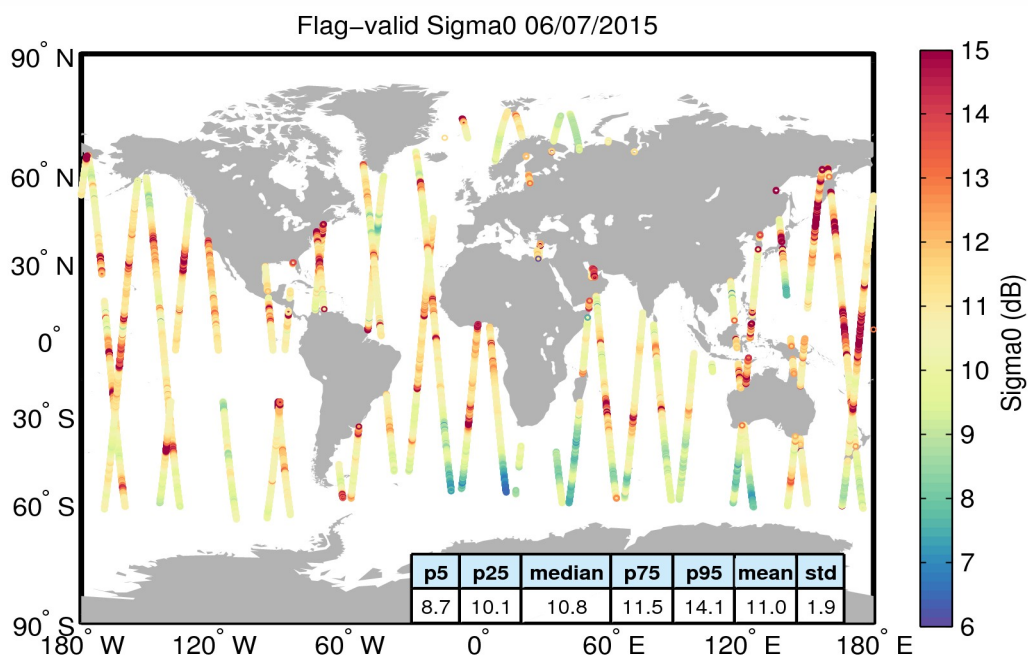 Flag−valid Sigma0 06/07/2015
90° N
60° N
30° N
0°
30° S
60° S
90° S
180° W
120° W
60° W
0°
60° E
120° E
180° E
15
14
13
12
11
10
9
8
7
6
Sigma0 (dB)
p5 p25 median p75 p95 mean std
8.7 10.1 10.8 11.5 14.1 11.0 1.9